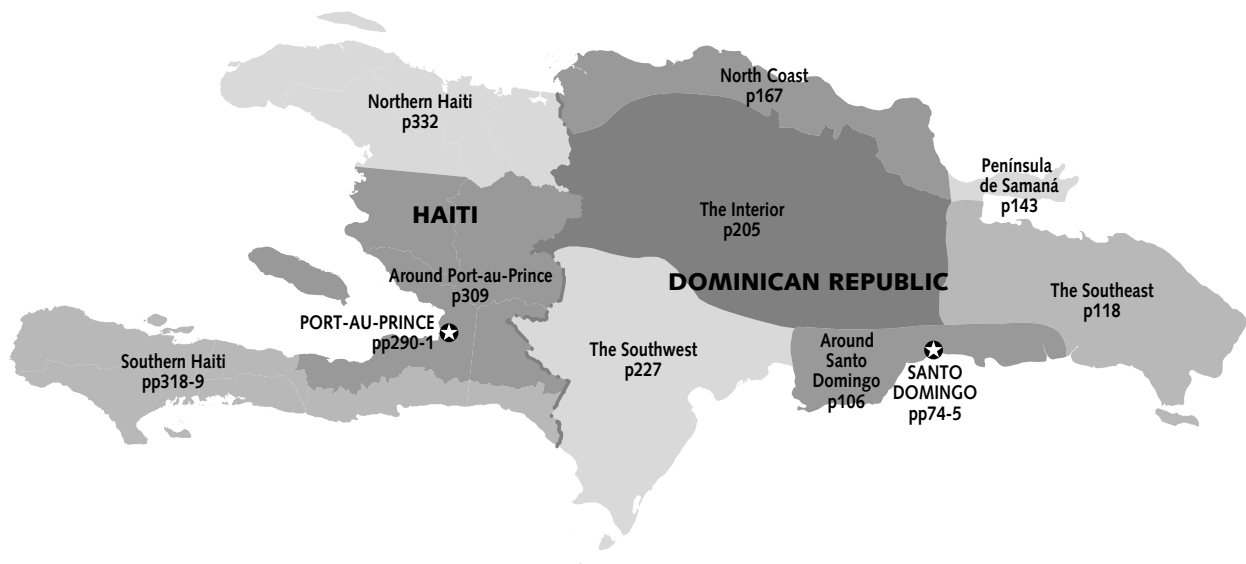 North Coast
p167
Northern Haiti
p332
Península
de Samaná
p143
HAITI
The Interior
p205
Around Port-au-Prince
p309
DOMINICAN REPUBLIC
The Southeast
p118
PORT-AU-PRINCE
pp290-1
Southern Haiti
pp318-9
The Southwest
p227
Around
Santo
Domingo
p106
SANTO
DOMINGO
pp74-5